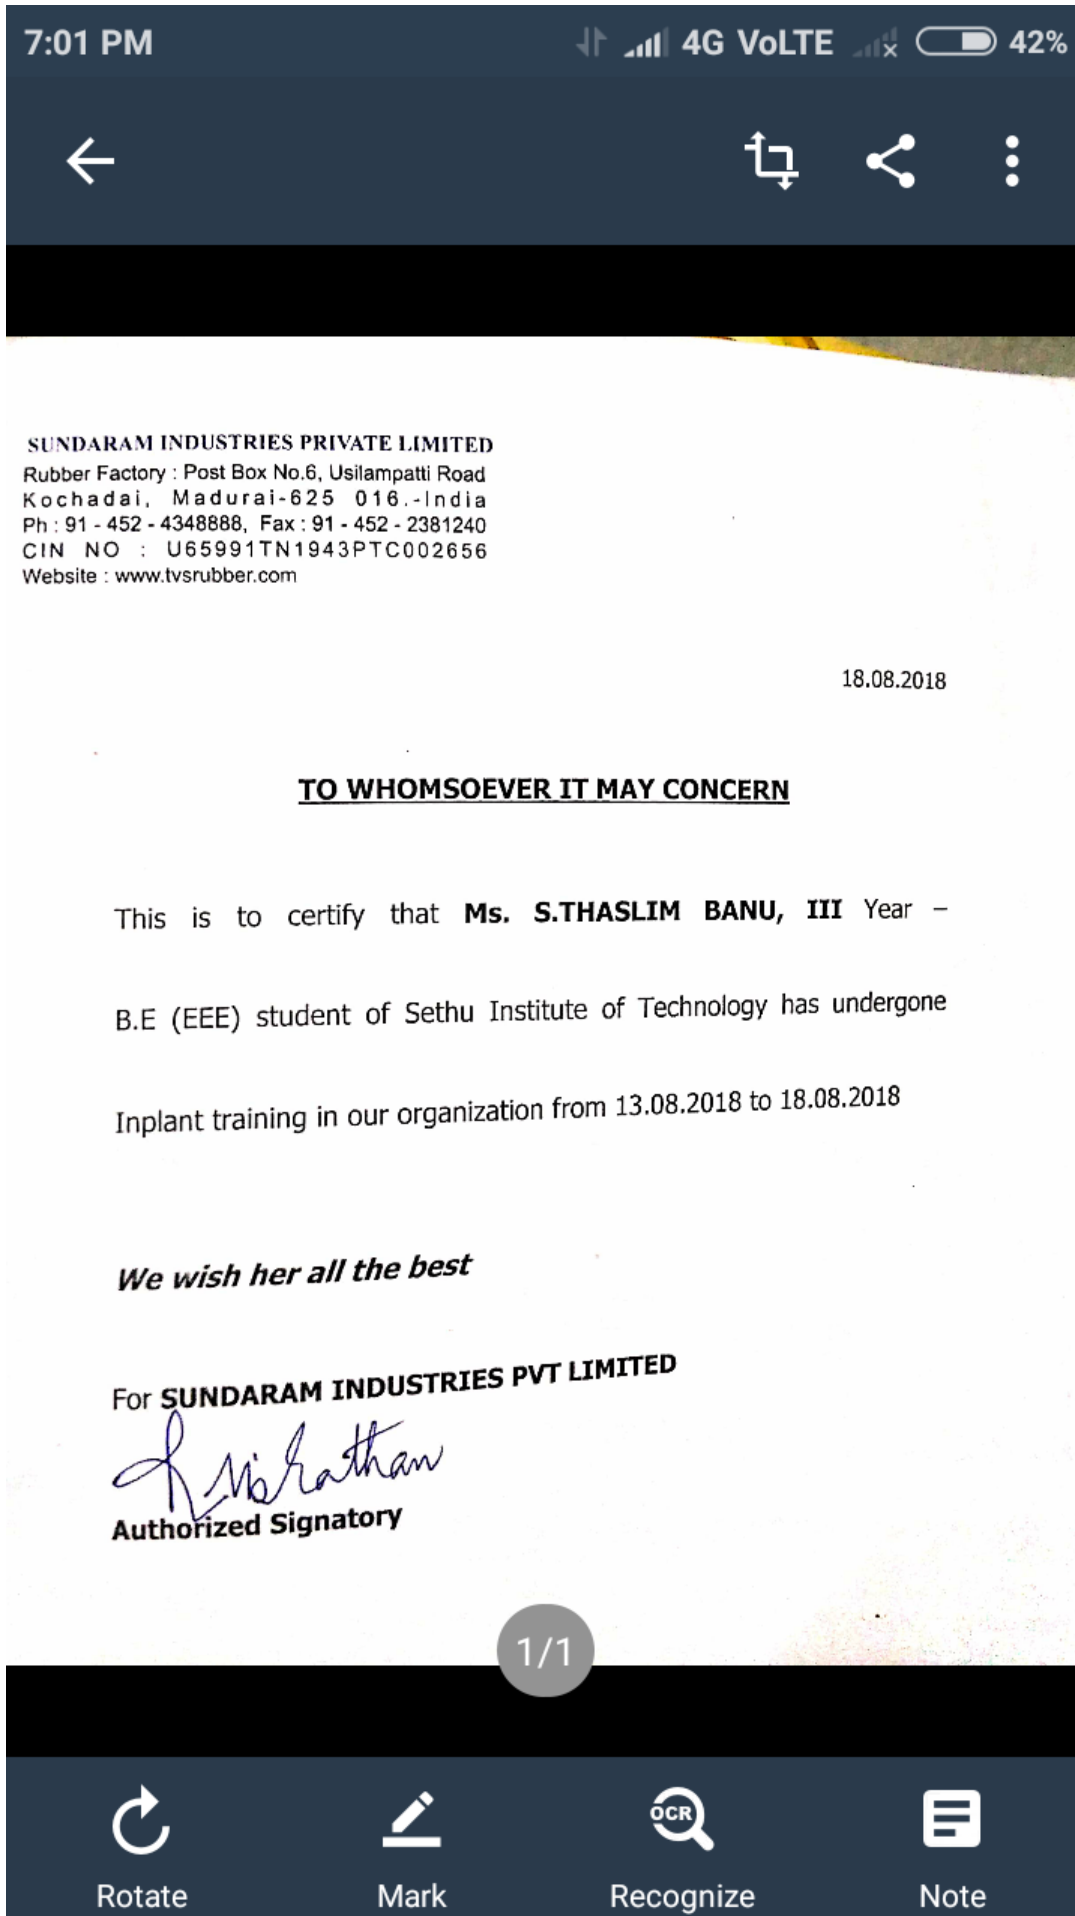 7:01 PM 4G VoLTE 42%
SUNDARAM INDUSTRIES PRIVATE LIMITED
Rubber Factory : Post Box No.6, Usilampatti Road
Kochadai, Madurai-625 016.-India
Ph : 91 - 452 - 4348888, Fax : 91 - 452 - 2381240
CIN NO : U65991TN1943PTC002656
Website : www.tvsrubber.com
18.08.2018
TO WHOMSOEVER IT MAY CONCERN
This is to certify that Ms. S.THASLIM BANU, III Year –
B.E (EEE) student of Sethu Institute of Technology has undergone
Inplant training in our organization from 13.08.2018 to 18.08.2018
We wish her all the best
For SUNDARAM INDUSTRIES PVT LIMITED
Authorized Signatory
1/1
OCR
Rotate Mark Recognize Note